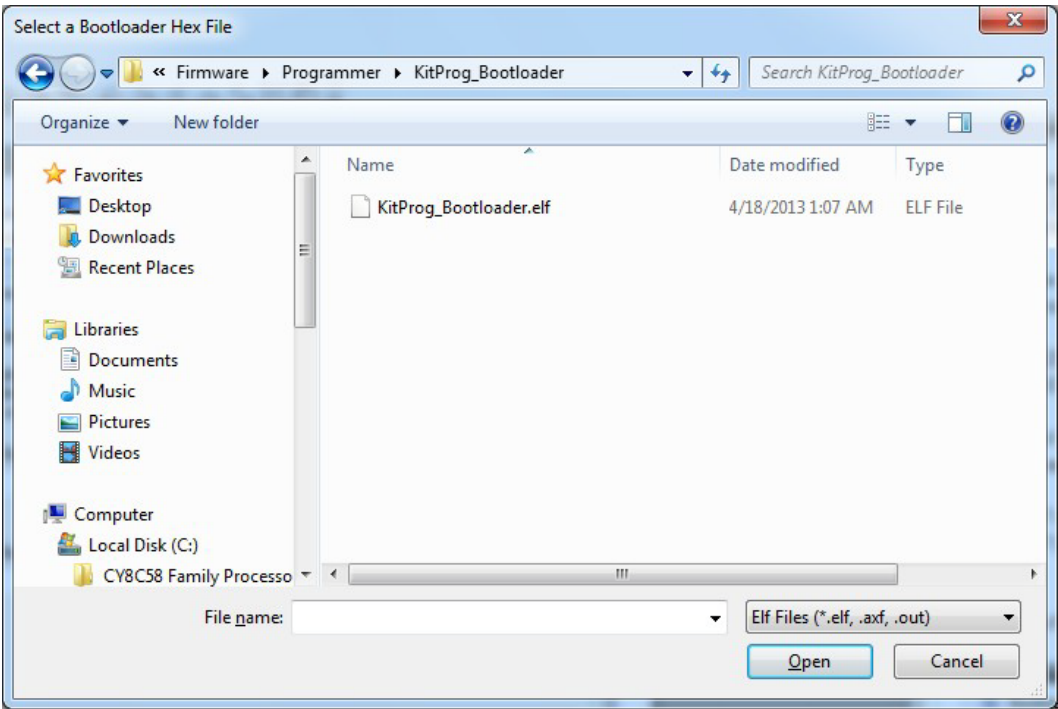 Select a Bootloader Hex File
« Firmware Programmer KitProg_Bootloader Search KitProg_Bootloader
Organize New folder
Name Date modified Type
KitProg_Bootloader.elf 4/18/2013 1:07 AM ELF File
Favorites
Desktop
Downloads
Recent Places
Libraries
Documents
Music
Pictures
Videos
Computer
Local Disk (C:)
CY8C58 Family Processo
File name: Elf Files (*.elf, .axf, .out)
Open Cancel